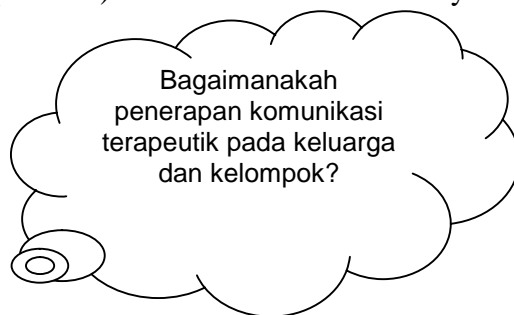 Bagaimanakah
penerapan komunikasi
terapeutik pada keluarga
dan kelompok?